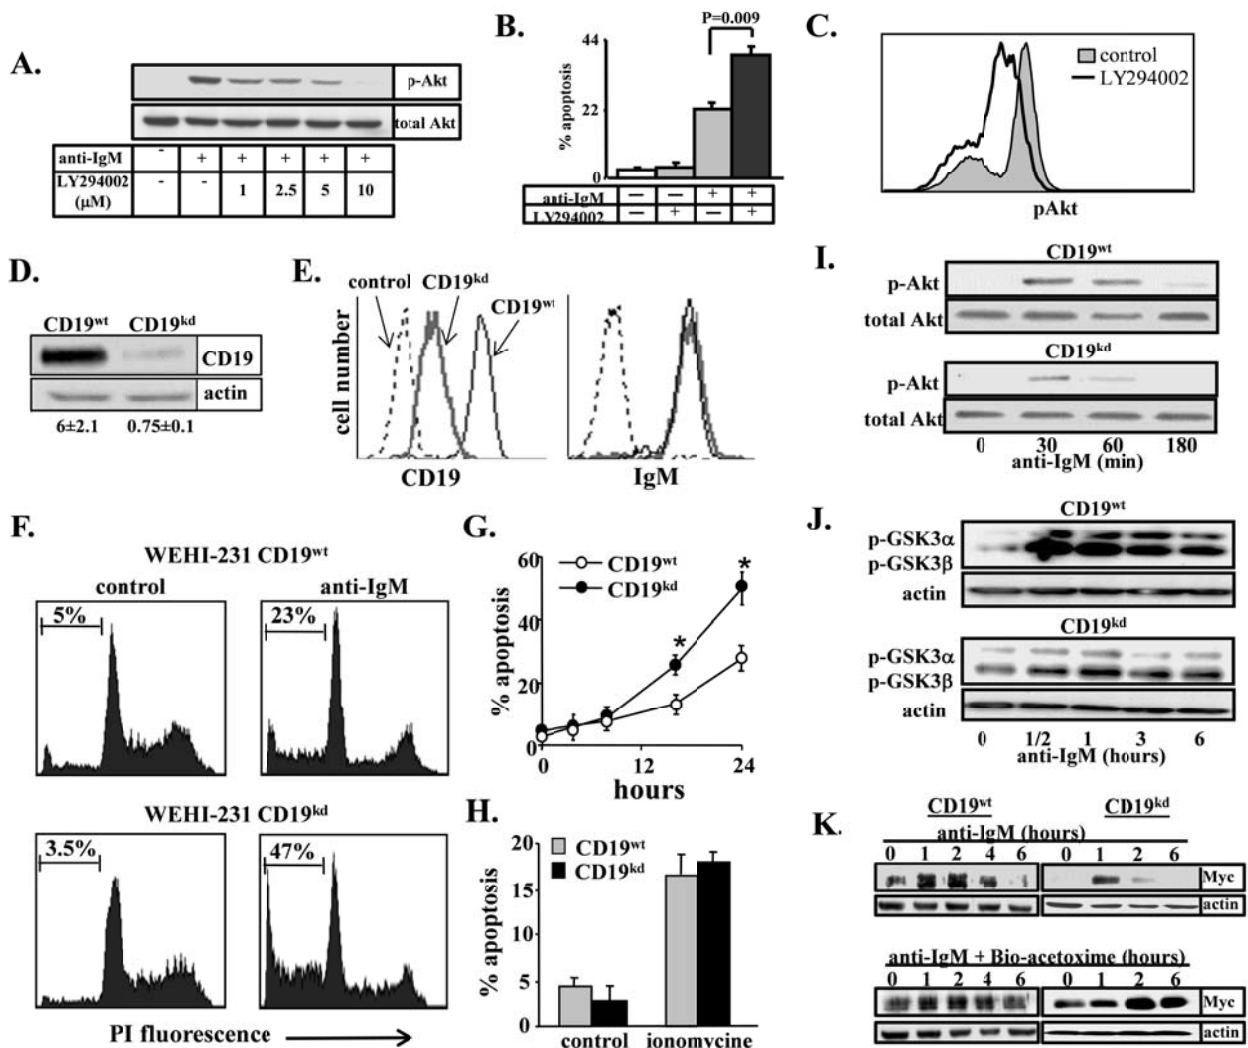 A.
p-Akt
total Akt
anti-IgM - + + + + +
LY294002 (µM) - - 1 2.5 5 10
B.
P=0.009
44
22
0
% apoptosis
anti-IgM — — + +
LY294002 — + — +
C.
control
LY294002
pAkt
D.
CD19wt CD19kd
CD19
actin
6±2.1 0.75±0.1
E.
control
CD19kd
CD19wt
cell number
CD19
IgM
F.
WEHI-231 CD19wt
control anti-IgM
5%
23%
WEHI-231 CD19kd
3.5%
47%
PI fluorescence
G.
60
40
20
0
% apoptosis
CD19wt
CD19kd
*
*
0 12 24
hours
H.
20
15
10
5
0
% apoptosis
CD19wt
CD19kd
control ionomycine
I.
CD19wt
p-Akt
total Akt
CD19kd
p-Akt
total Akt
0 30 60 180
anti-IgM (min)
J.
CD19wt
p-GSK3α
p-GSK3β
actin
CD19kd
p-GSK3α
p-GSK3β
actin
0 1/2 1 3 6
anti-IgM (hours)
K.
CD19wt CD19kd
anti-IgM (hours)
0 1 2 4 6 0 1 2 6
Myc
actin
anti-IgM + Bio-acetoxime (hours)
0 1 2 4 6 0 1 2 6
Myc
actin